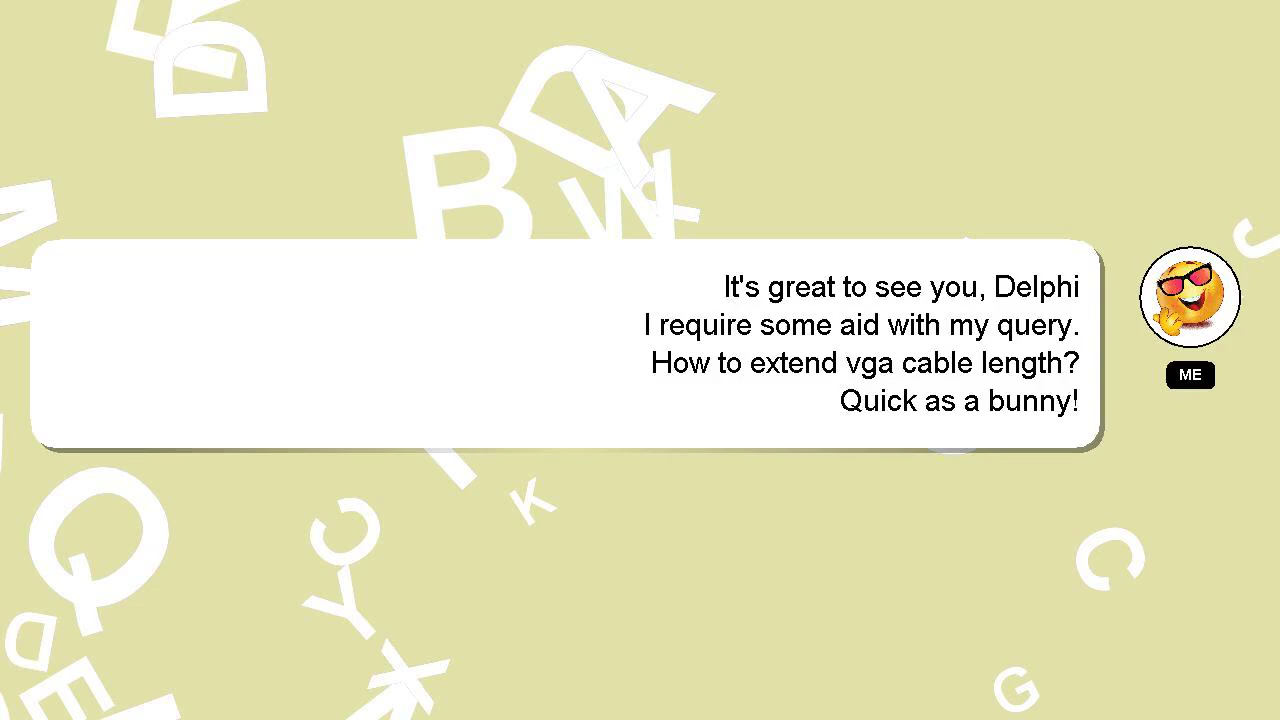 It's great to see you, Delphi
I require some aid with my query.
How to extend vga cable length?
Quick as a bunny!
ME
D
B
A
W
J
Q
K
C
Y
C
D
E
X
G